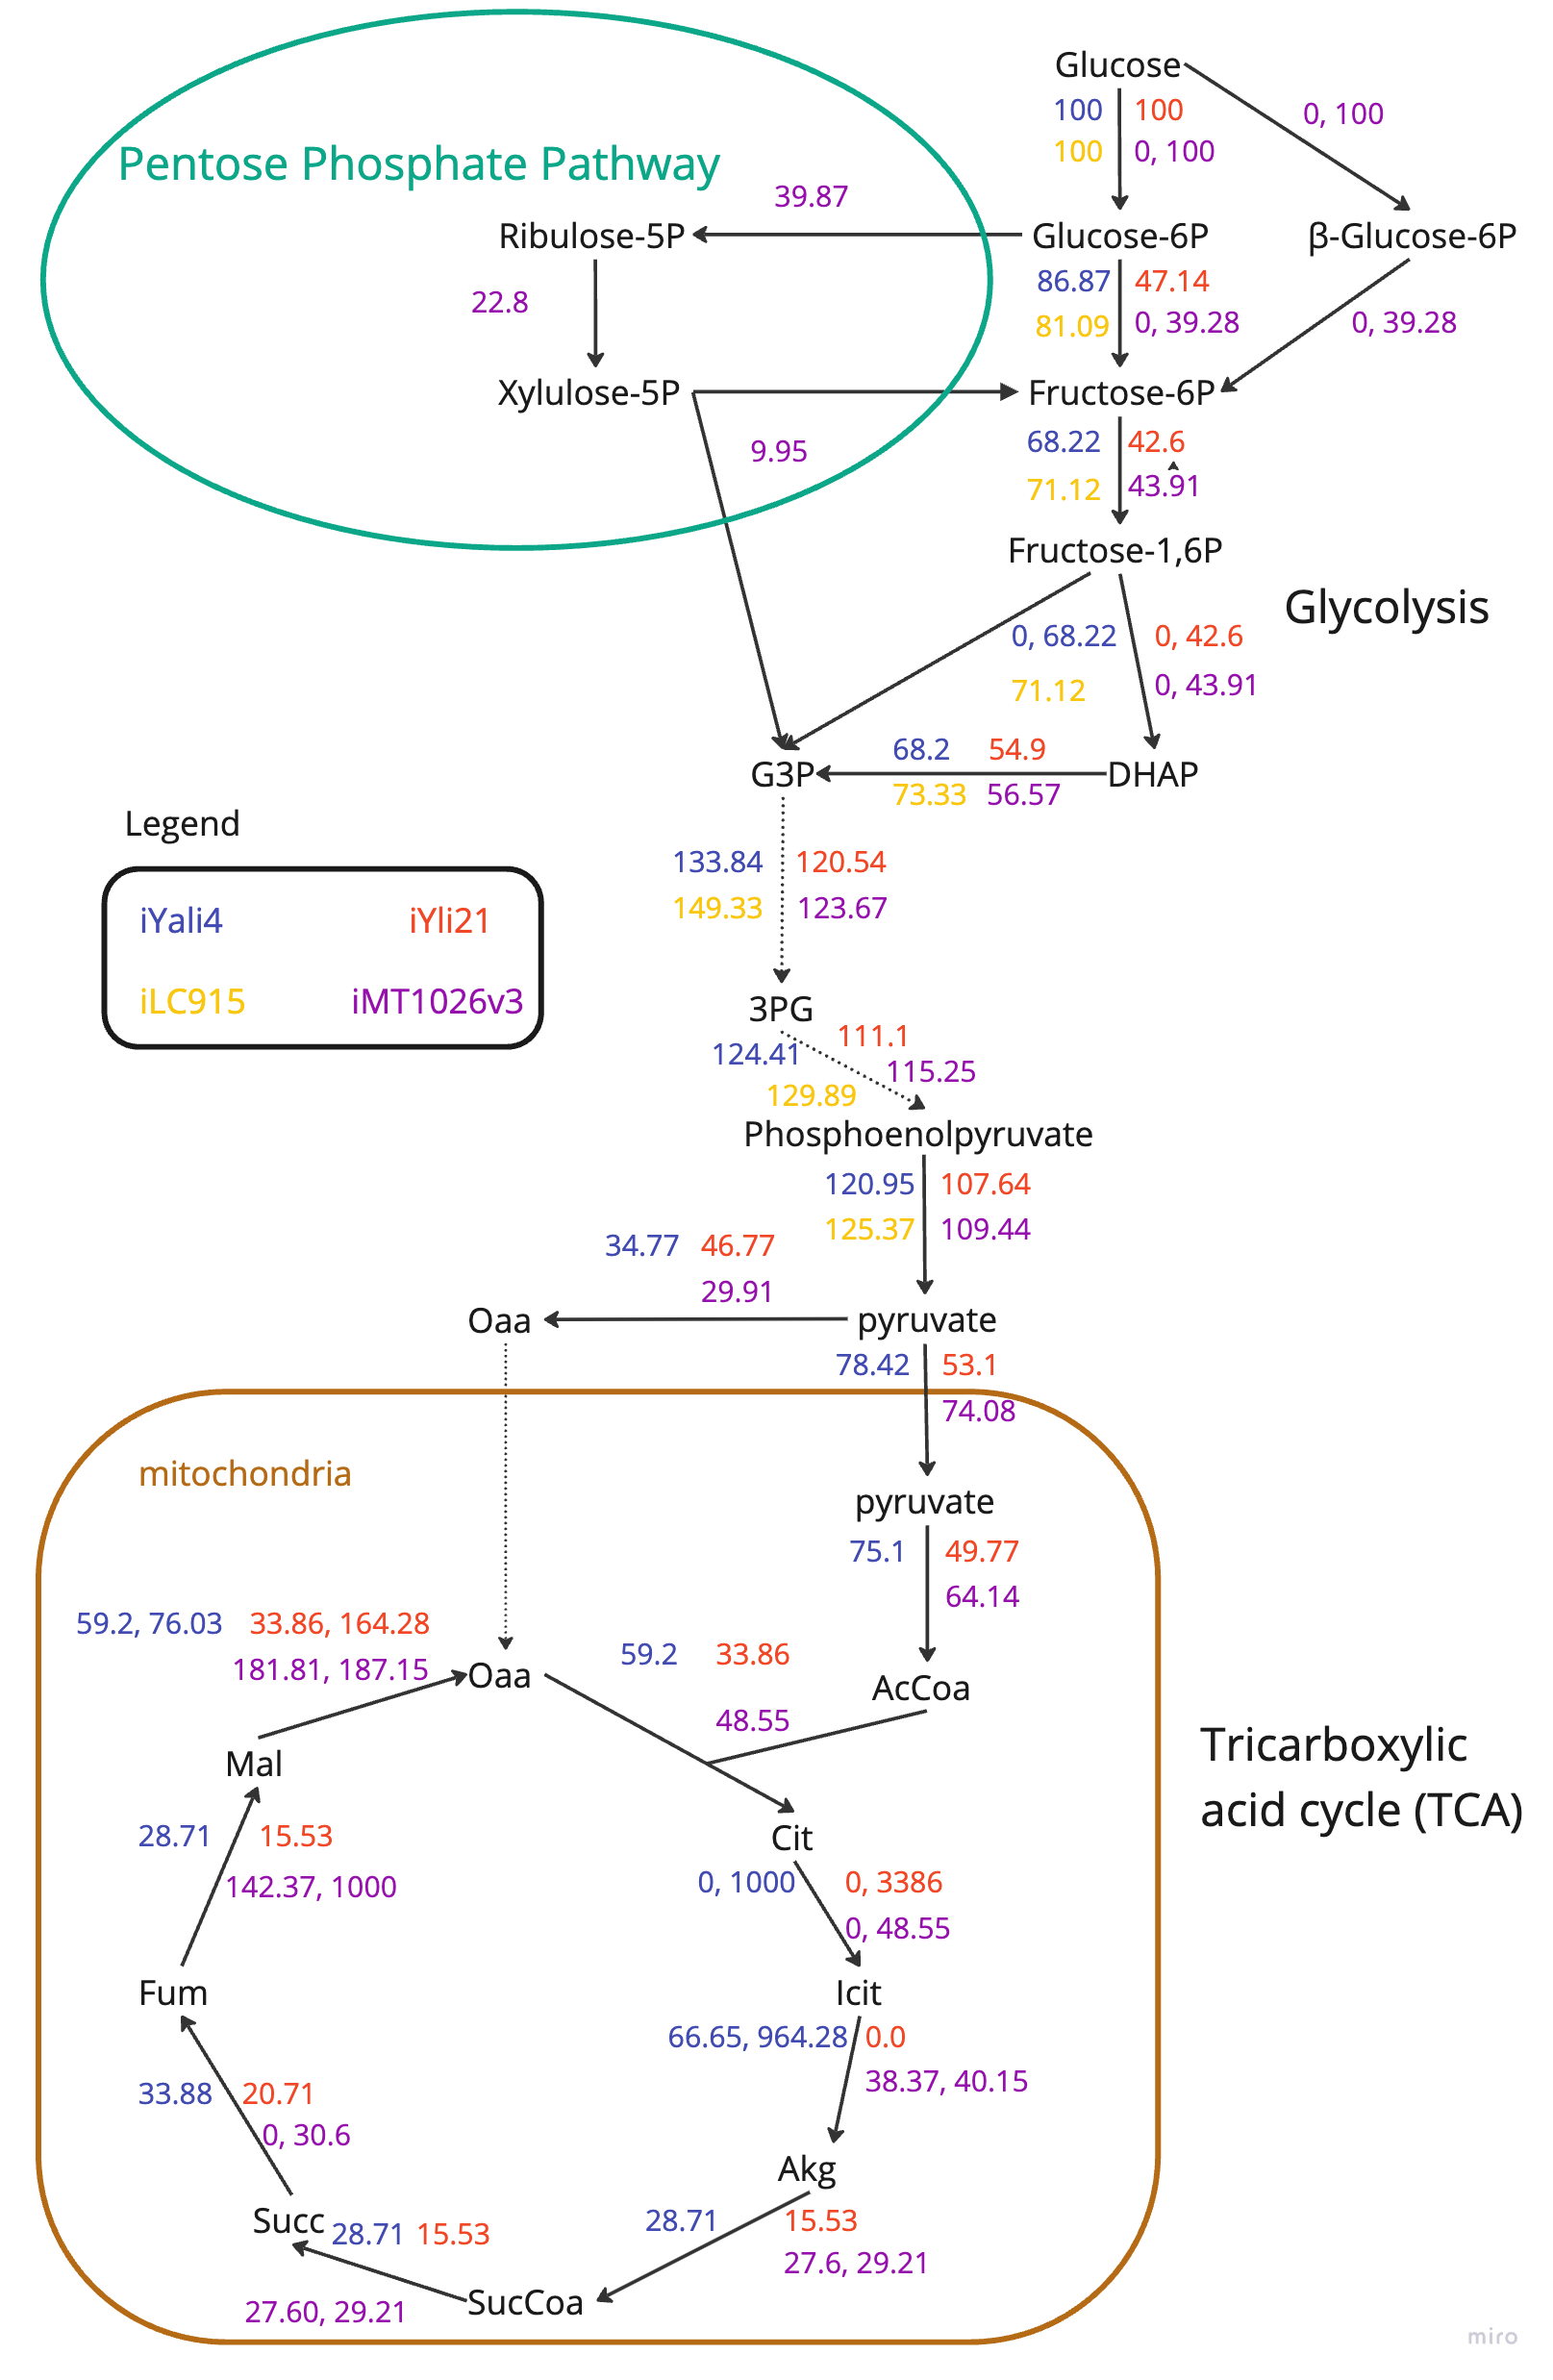 Glucose
100 100
0, 100
100 0, 100
Pentose Phosphate Pathway
39.87
Ribulose-5P
Glucose-6P
β-Glucose-6P
86.87 47.14
22.8
81.09 0, 39.28
0, 39.28
Xylulose-5P
Fructose-6P
68.22 42.6
9.95
71.12 43.91
Fructose-1,6P
Glycolysis
0, 68.22 0, 42.6
71.12 0, 43.91
68.2 54.9
G3P
DHAP
73.33 56.57
Legend
iYali4 iYli21
iLC915 iMT1026v3
133.84 120.54
149.33 123.67
3PG
111.1
124.41
115.25
129.89
Phosphoenolpyruvate
120.95 107.64
125.37 109.44
34.77 46.77
29.91
Oaa
pyruvate
78.42 53.1
74.08
mitochondria
pyruvate
75.1 49.77
64.14
59.2, 76.03 33.86, 164.28
181.81, 187.15
Oaa
59.2 33.86
AcCoa
48.55
Tricarboxylic
acid cycle (TCA)
Mal
28.71 15.53
142.37, 1000
Cit
0, 1000 0, 3386
0, 48.55
Fum
Icit
66.65, 964.28 0.0
38.37, 40.15
33.88 20.71
0, 30.6
Akg
Succ
28.71 15.53
28.71 15.53
27.6, 29.21
SucCoa
27.60, 29.21
miro